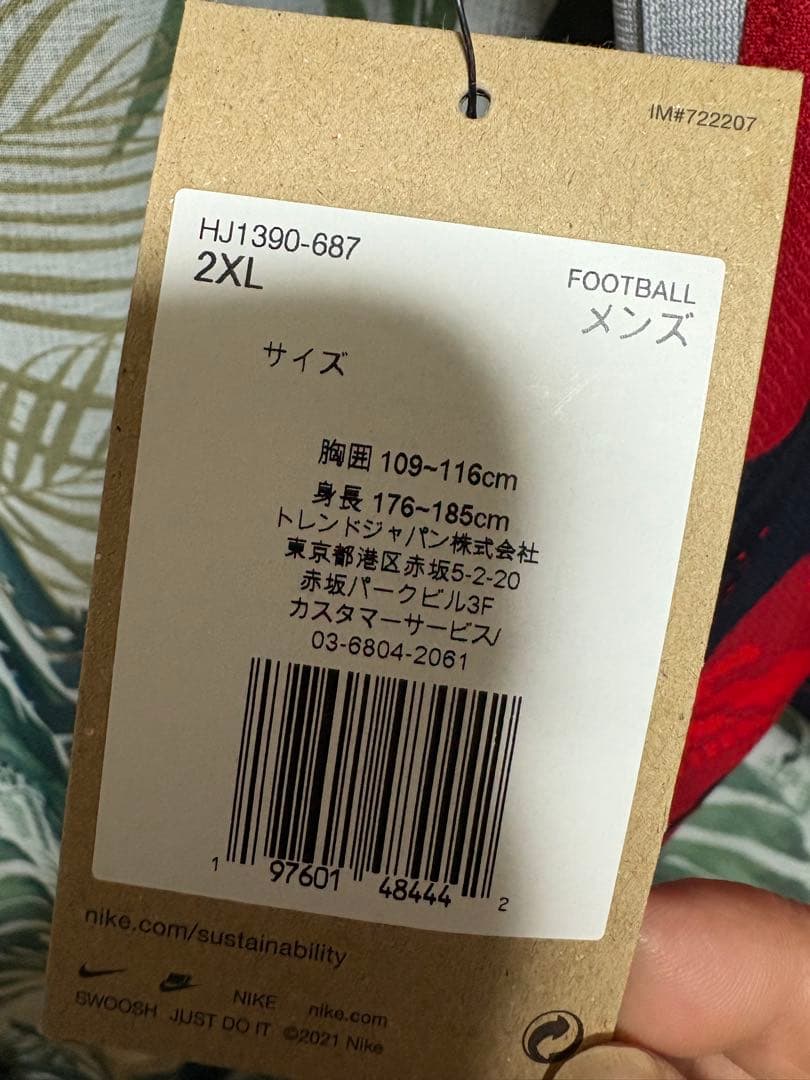 IM#722207
HJ1390-687
2XL
FOOTBALL
メンズ
サイズ
胸囲 109~116cm
身長 176~185cm
トレンドジャパン株式会社
東京都港区赤坂5-2-20
赤坂パークビル3F
カスタマーサービス/
03-6804-2061
1 97601 48444 2
nike.com/sustainability
NIKE nike.com
SWOOSH JUST DO IT ©2021 Nike